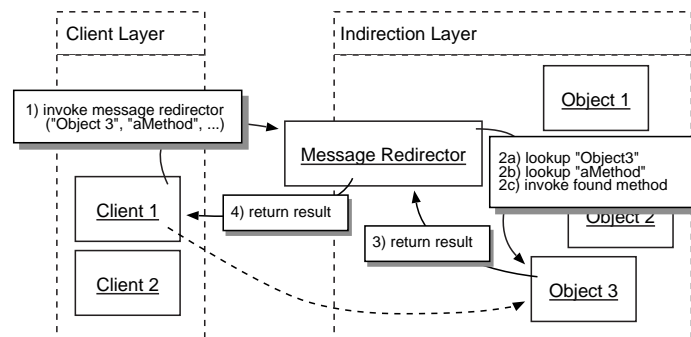 Client Layer
Indirection Layer
1) invoke message redirector
("Object 3", "aMethod", ...)
Object 1
Message Redirector
2a) lookup "Object3"
2b) lookup "aMethod"
2c) invoke found method
Client 1
4) return result
3) return result
Object 2
Client 2
Object 3